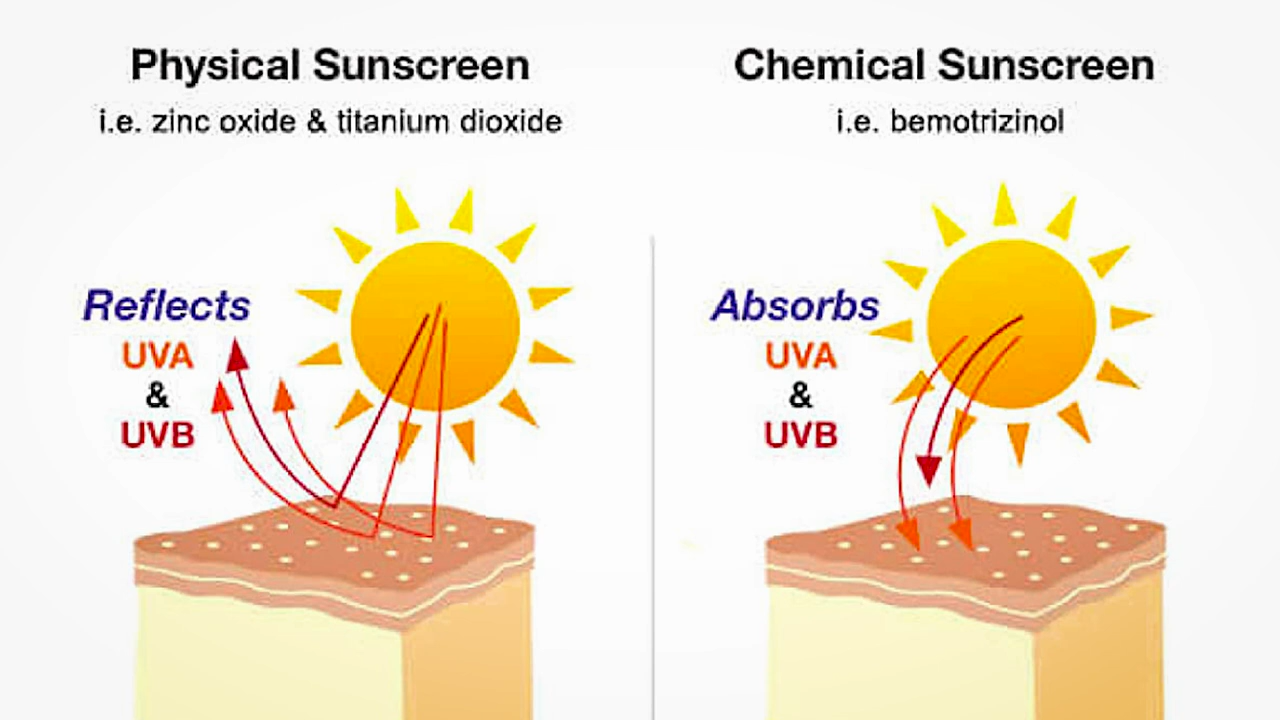 Physical Sunscreen
i.e. zinc oxide & titanium dioxide
Reflects
UVA
&
UVB
Chemical Sunscreen
i.e. bemotrizinol
Absorbs
UVA
&
UVB